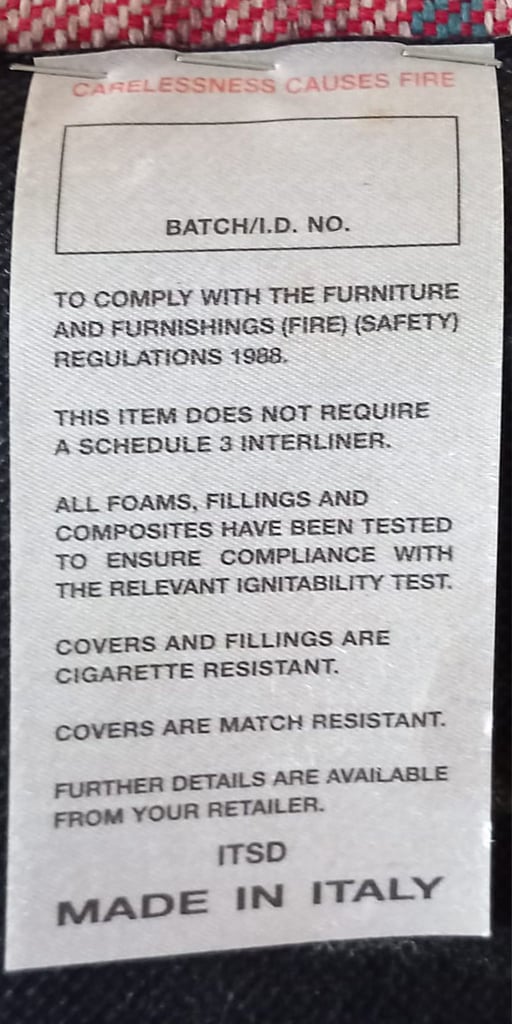 CARELESSNESS CAUSES FIRE
BATCH/I.D. NO.
TO COMPLY WITH THE FURNITURE
AND FURNISHINGS (FIRE) (SAFETY)
REGULATIONS 1988.
THIS ITEM DOES NOT REQUIRE
A SCHEDULE 3 INTERLINER.
ALL FOAMS, FILLINGS AND
COMPOSITES HAVE BEEN TESTED
TO ENSURE COMPLIANCE WITH
THE RELEVANT IGNITABILITY TEST.
COVERS AND FILLINGS ARE
CIGARETTE RESISTANT.
COVERS ARE MATCH RESISTANT.
FURTHER DETAILS ARE AVAILABLE
FROM YOUR RETAILER.
ITSD
MADE IN ITALY